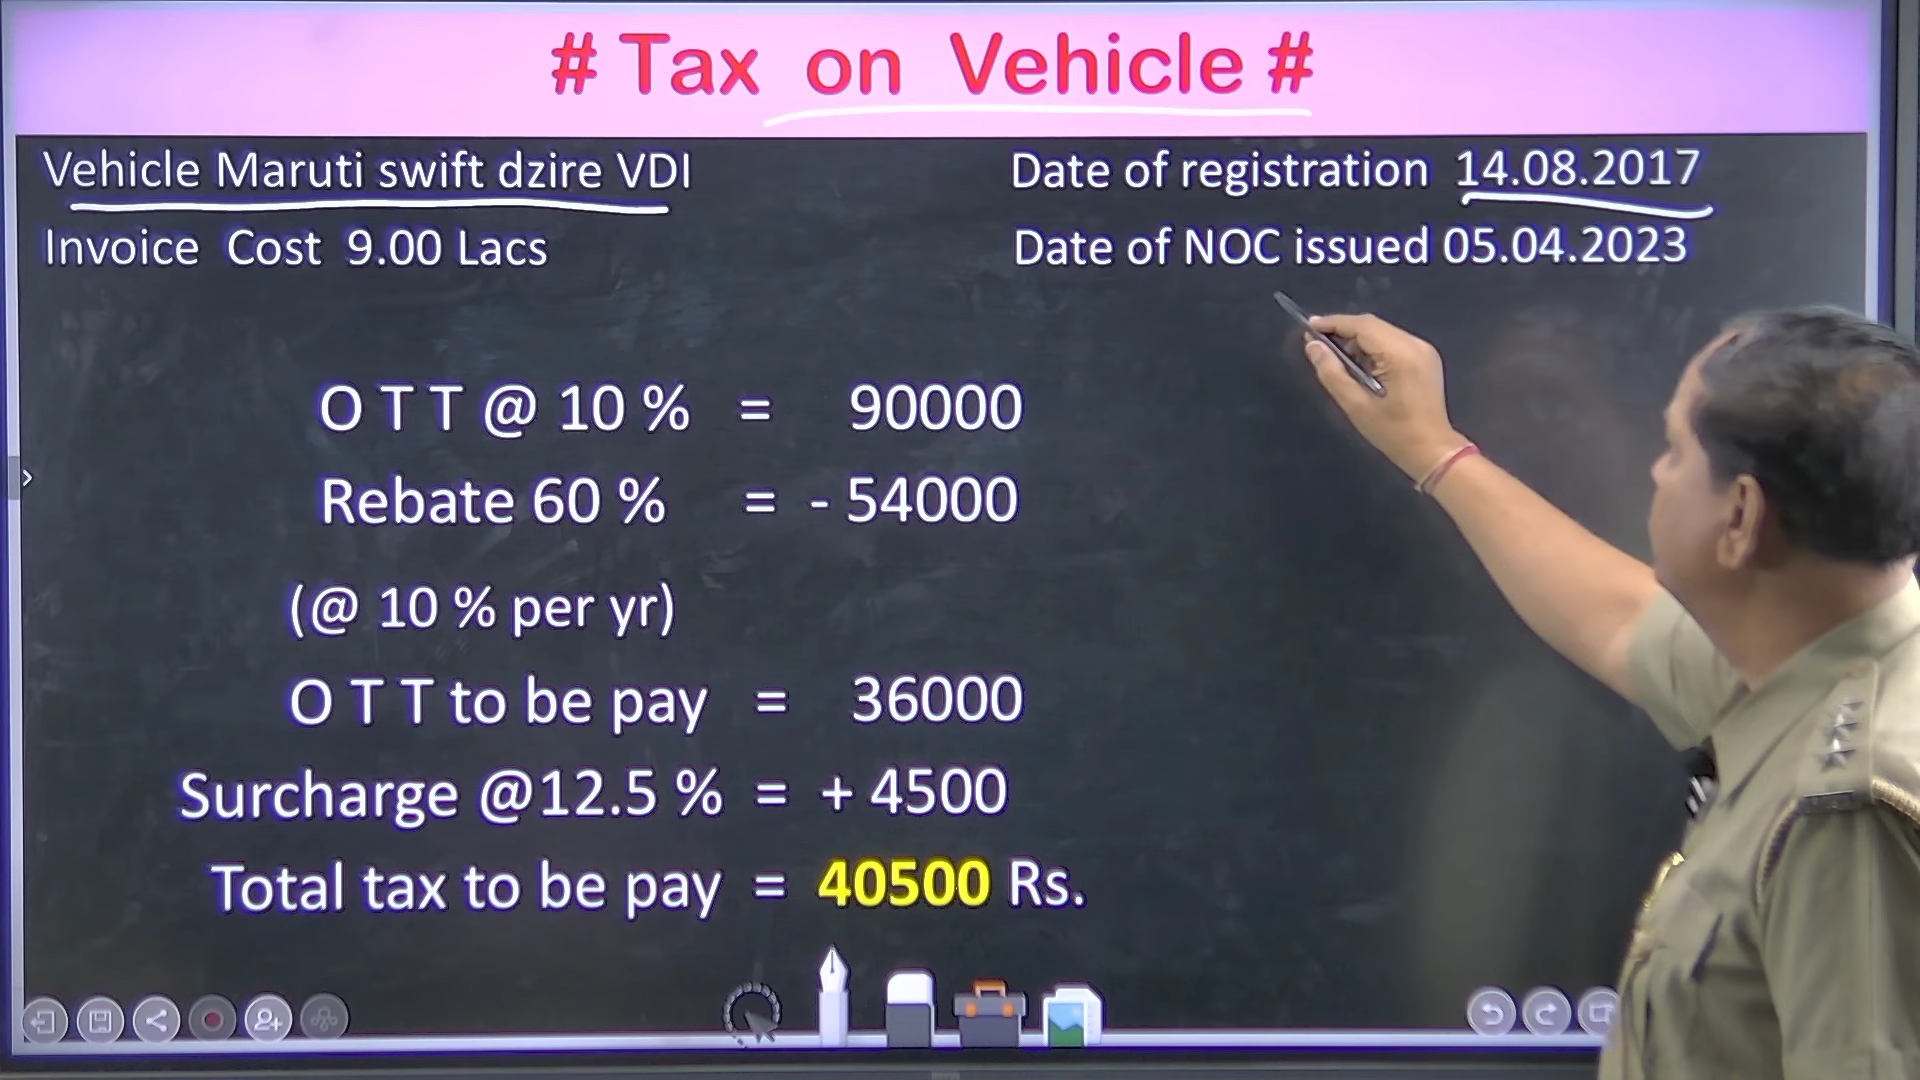 # Tax on Vehicle #
Vehicle Maruti swift dzire VDI
Date of registration 14.08.2017
Invoice Cost 9.00 Lacs
Date of NOC issued 05.04.2023
O T T @ 10 % = 90000
Rebate 60 % = - 54000
(@ 10 % per yr)
O T T to be pay = 36000
Surcharge @12.5 % = + 4500
Total tax to be pay = 40500 Rs.